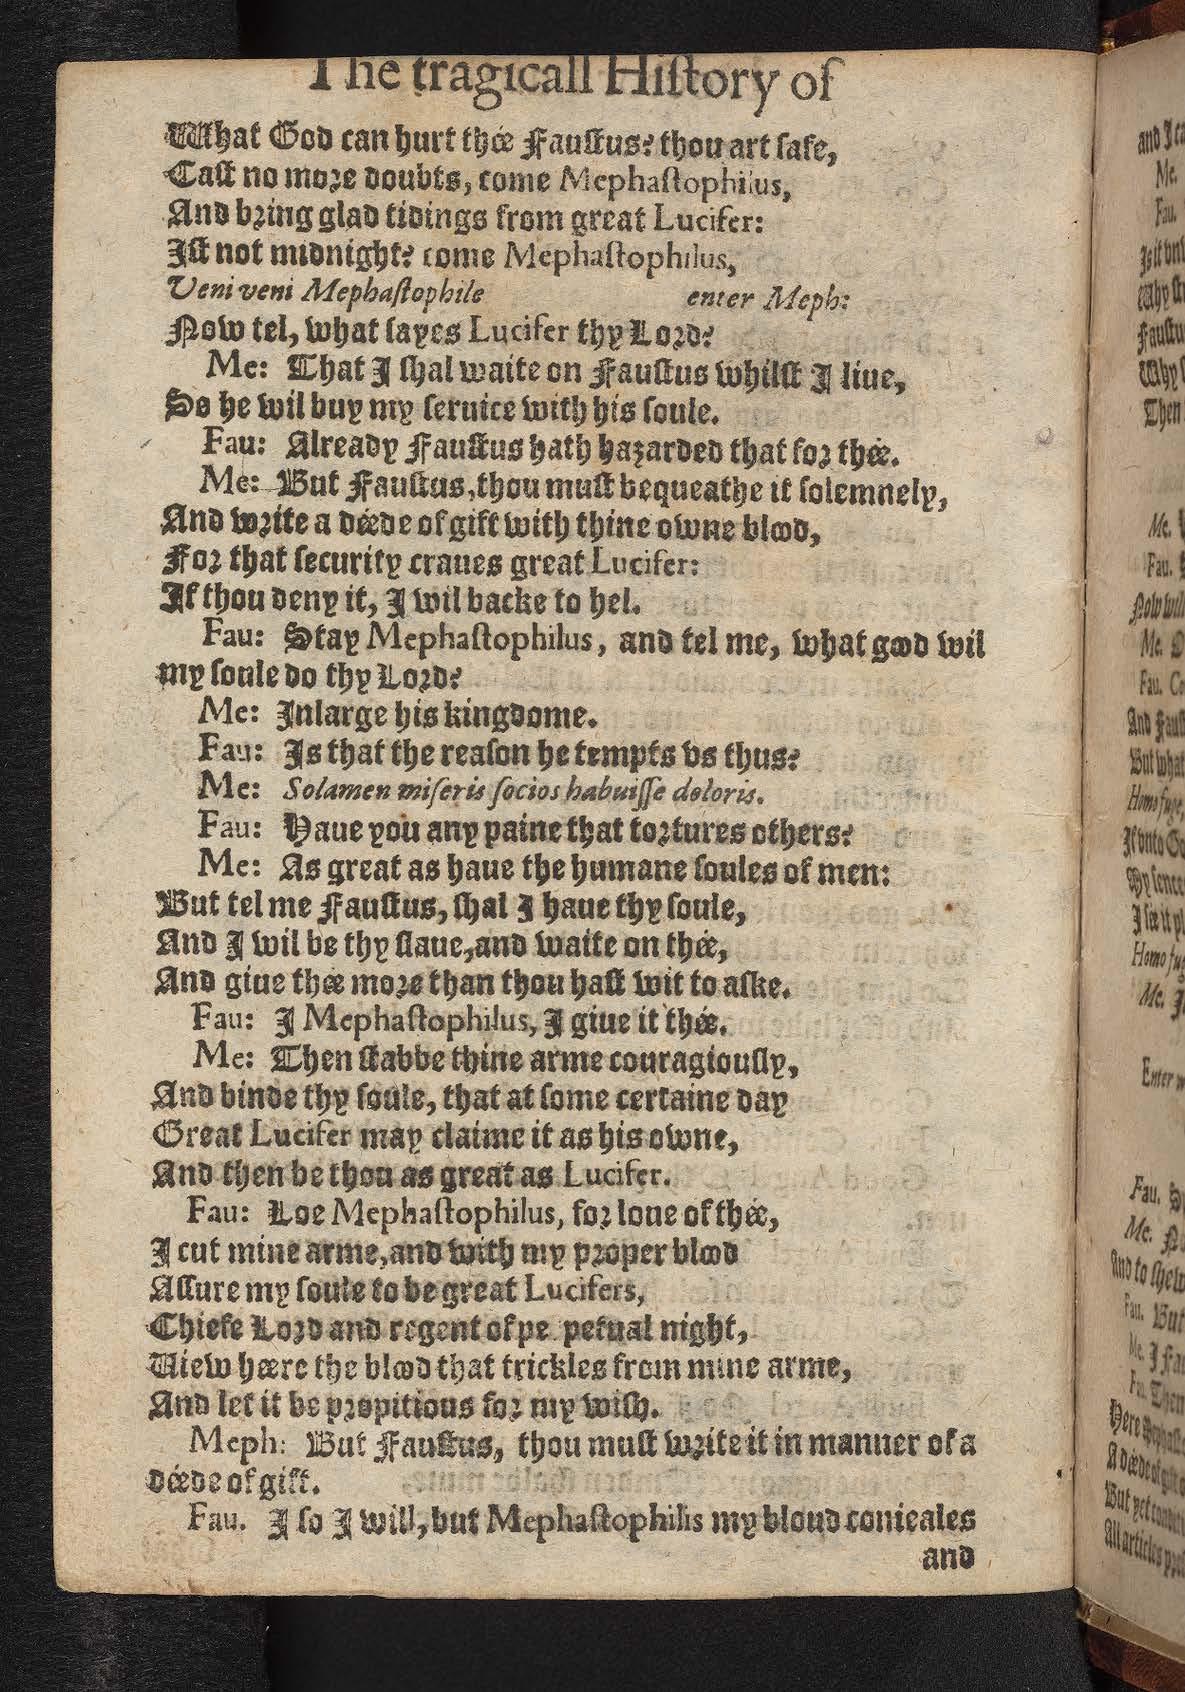 The tragicall Hiſtory of
What God can hurt thée Fauſtus? thou art ſafe,
Caſt no more doubts, come Mephaſtophilus,
And bring glad tidings from great Lucifer:
Iſt not midnight? come Mephaſtophilus,
Veni veni Mephaſtophile enter Meph:
Now tel, what ſayes Lucifer thy Lord?
Me: That I ſhal waite on Fauſtus whilſt I liue,
So he wil buy my ſeruice with his ſoule.
Fau: Already Fauſtus hath hazarded that for thée.
Me: But Fauſtus, thou muſt bequeathe it ſolemnely,
And write a déede of gift with thine owne blood,
For that ſecurity craues great Lucifer:
If thou deny it, I wil backe to hel.
Fau: Stay Mephaſtophilus, and tel me, what good wil
my ſoule do thy Lord?
Me: Inlarge his kingdome.
Fau: Is that the reaſon he tempts vs thus?
Me: Solamen miſeris ſocios habuiſſe doloris.
Fau: Haue you any paine that tortures others?
Me: As great as haue the humane ſoules of men:
But tel me Fauſtus, ſhal I haue thy ſoule,
And I wil be thy ſlaue, and waite on thée,
And giue thée more than thou haſt wit to aſke.
Fau: I Mephaſtophilus, I giue it thée.
Me: Then ſtabbe thine arme couragiouſly,
And binde thy ſoule, that at ſome certaine day
Great Lucifer may claime it as his owne,
And then be thou as great as Lucifer.
Fau: Loe Mephaſtophilus, for loue of thée,
I cut mine arme, and with my proper blood
Aſſure my ſoule to be great Lucifers,
Chiefe Lord and regent of pe petual night,
View héere the blood that trickles from mine arme,
And let it be propitious for my wiſh.
Meph: But Fauſtus, thou muſt write it in manner of a
déede of gift.
Fau. I ſo I will, but Mephaſtophilis my bloud conieales
and